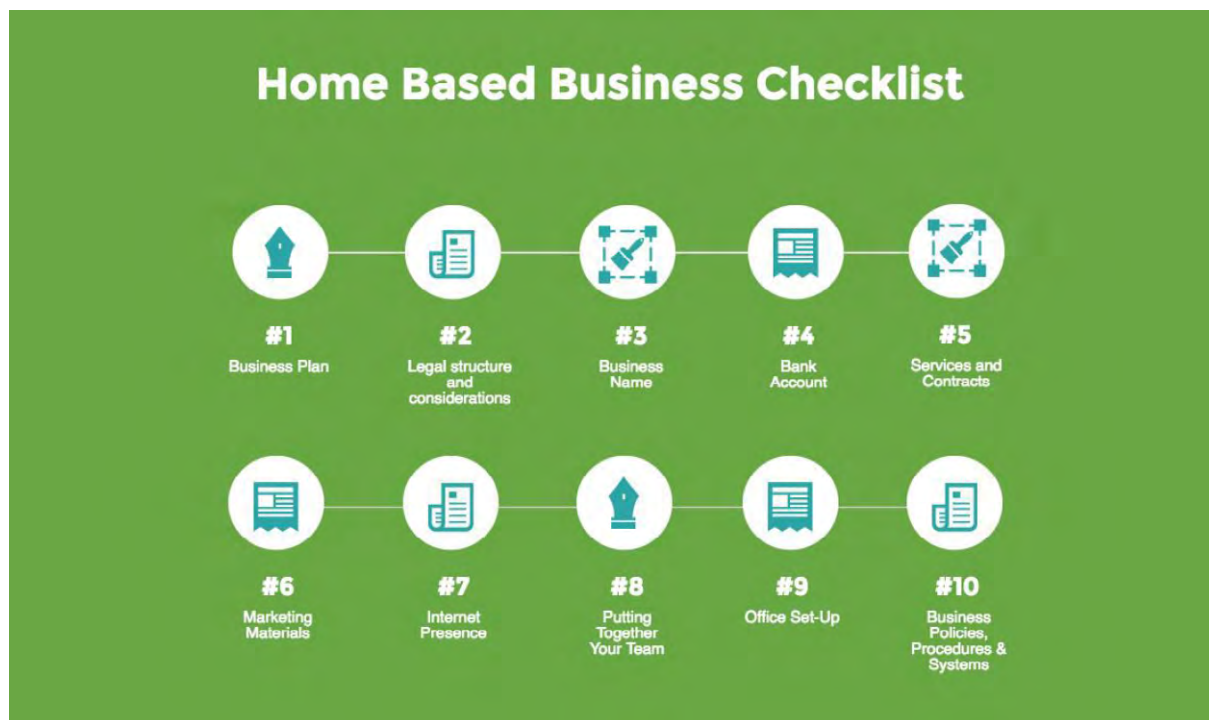 Home Based Business Checklist
#1
Business Plan
#2
Legal structure
and
considerations
#3
Business
Name
#4
Bank
Account
#5
Services and
Contracts
#6
Marketing
Materials
#7
Internet
Presence
#8
Putting
Together
Your Team
#9
Office Set-Up
#10
Business
Policies,
Procedures &
Systems